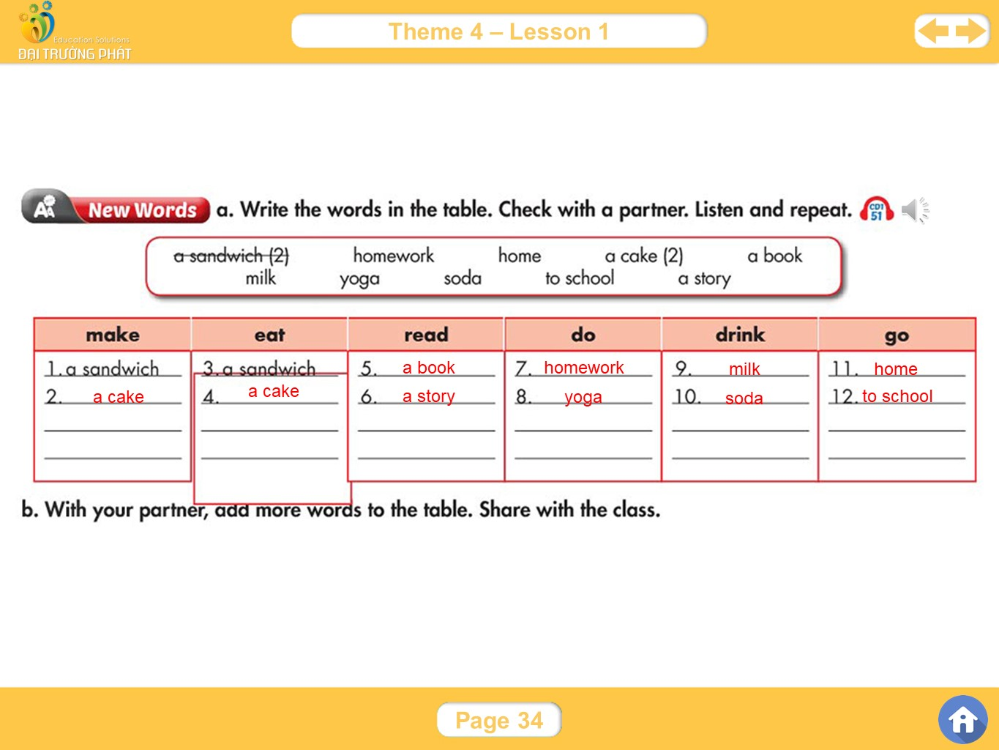 Education Solutions
ĐẠI TRƯỜNG PHÁT
Theme 4 – Lesson 1
New Words a. Write the words in the table. Check with a partner. Listen and repeat. CD1 51
a sandwich (2) homework home a cake (2) a book
milk yoga soda to school a story
make eat read do drink go
1. a sandwich 3. a sandwich 5. a book 7. homework 9. milk 11. home
2. a cake 4. a cake 6. a story 8. yoga 10. soda 12. to school
b. With your partner, add more words to the table. Share with the class.
Page 34